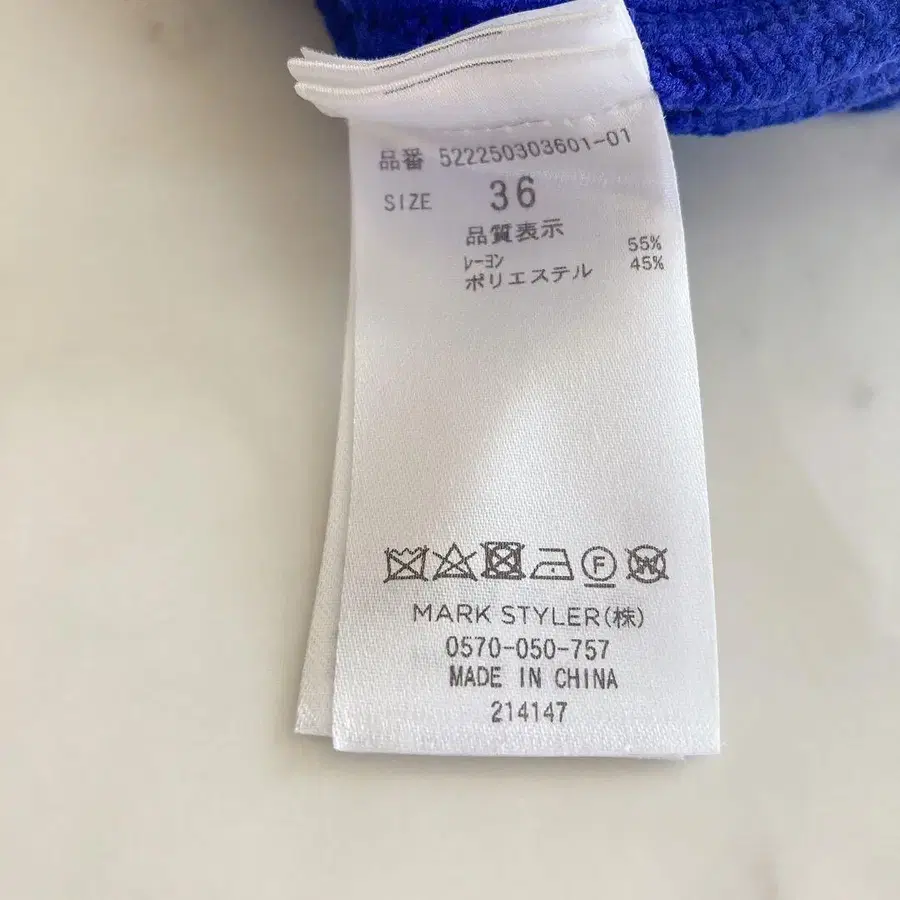 品番 522250303601-01
SIZE 36
品質表示
レーヨン 55%
ポリエステル 45%
F W
MARK STYLER(株)
0570-050-757
MADE IN CHINA
214147